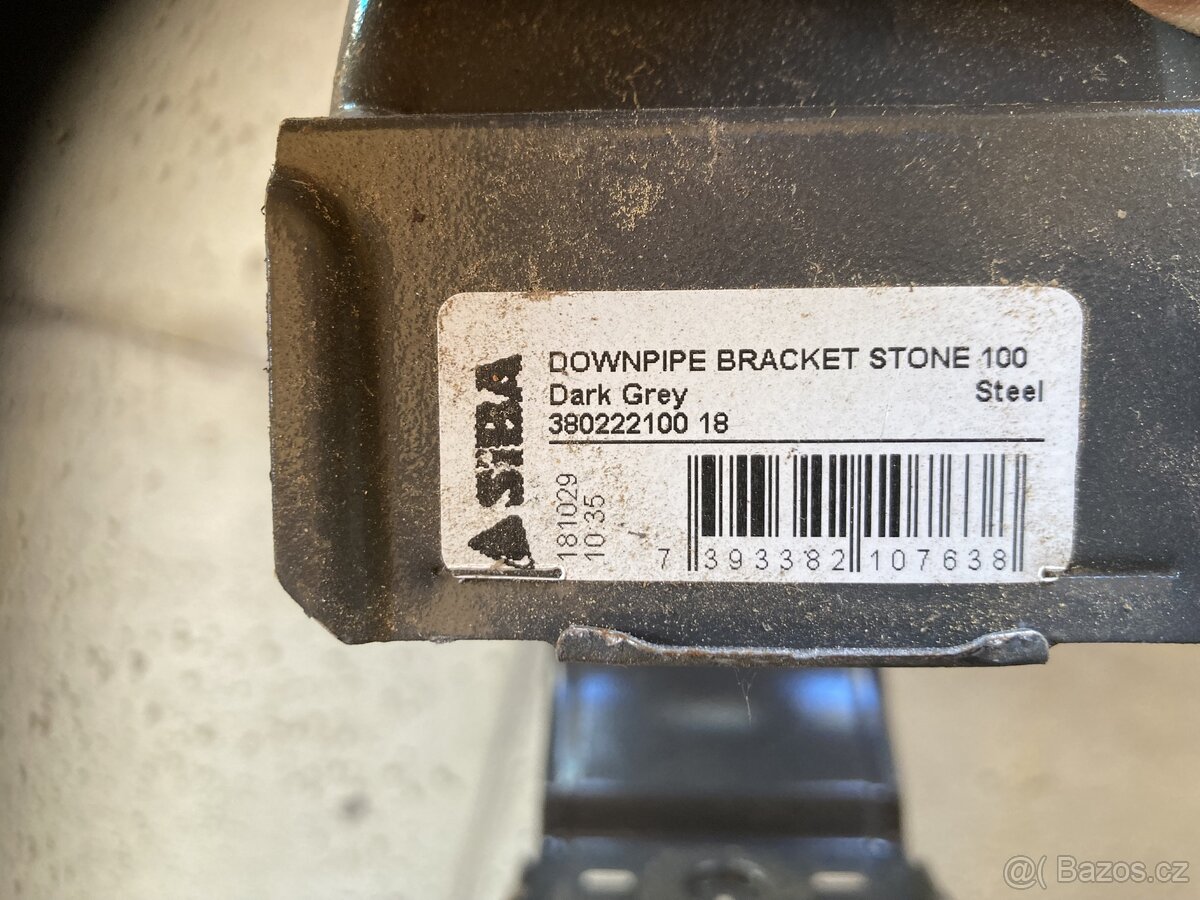 SIBA
DOWNPIPE BRACKET STONE 100
Dark Grey Steel
380222100 18
181029
10:35
7 393382 107638
@( Bazos.cz